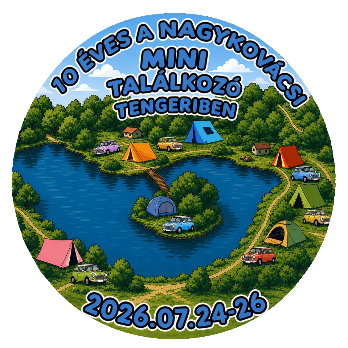 10 ÉVES A NAGYKOVÁCSI
MINI
TALÁLKOZÓ
TENGERIBEN
2026.07.24-26